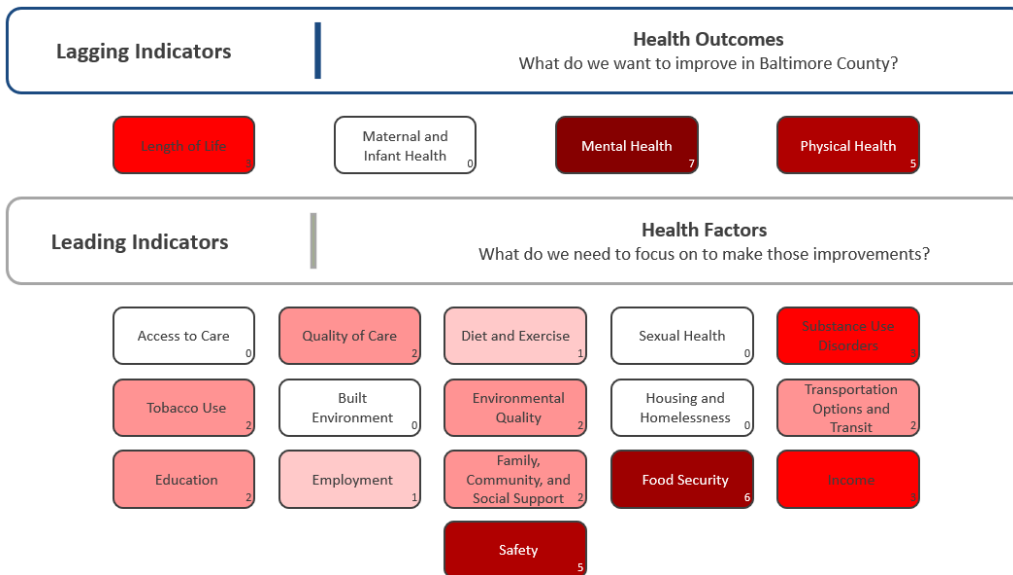 Lagging Indicators
Health Outcomes
What do we want to improve in Baltimore County?
Length of Life
3
Maternal and
Infant Health
0
Mental Health
7
Physical Health
5
Leading Indicators
Health Factors
What do we need to focus on to make those improvements?
Access to Care
0
Quality of Care
2
Diet and Exercise
1
Sexual Health
0
Substance Use
Disorders
3
Tobacco Use
2
Built
Environment
0
Environmental
Quality
2
Housing and
Homelessness
0
Transportation
Options and
Transit
2
Education
2
Employment
1
Family,
Community, and
Social Support
2
Food Security
6
Income
3
Safety
5